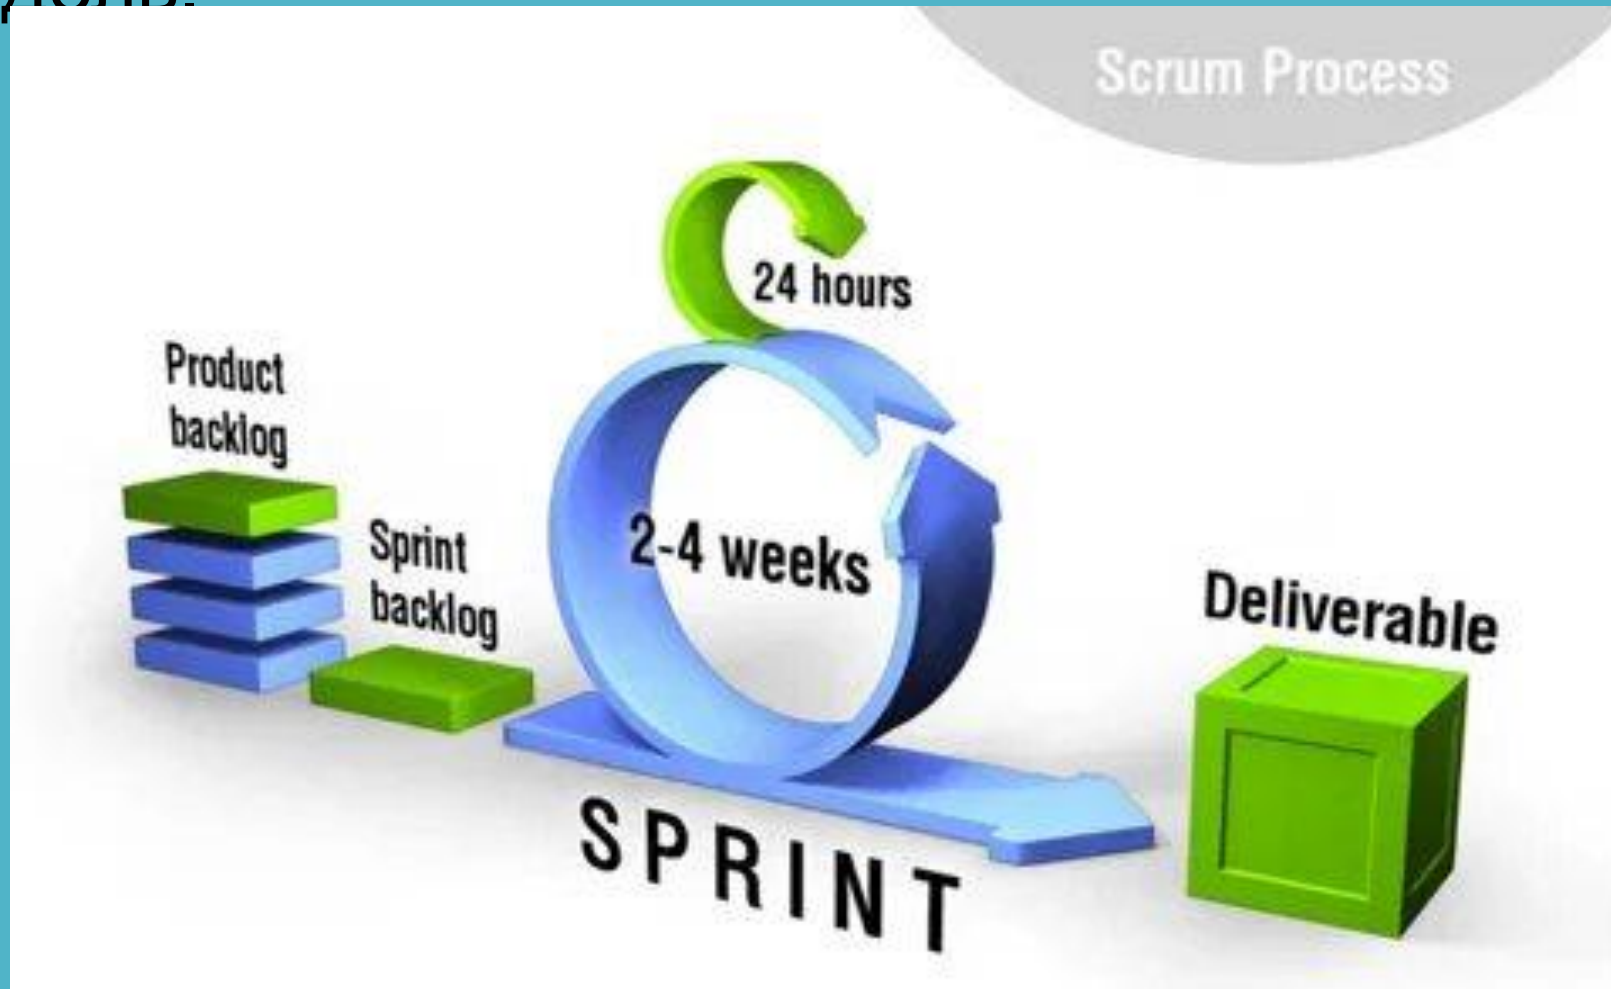 Scrum Process
24 hours
Product
backlog
Sprint
backlog
2-4 weeks
Deliverable
SPRINT